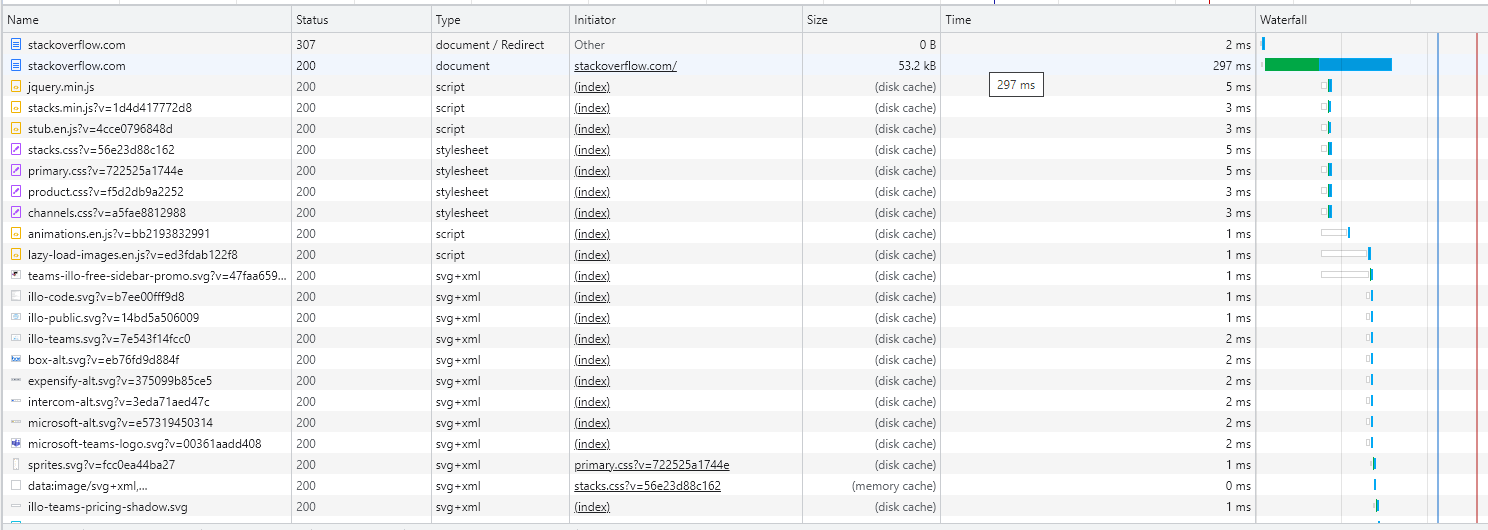 Name Status Type Initiator Size Time Waterfall
stackoverflow.com 307 document / Redirect Other 0 B 2 ms
stackoverflow.com 200 document stackoverflow.com/ 53.2 kB 297 ms
jquery.min.js 200 script (index) (disk cache) 297 ms 5 ms
stacks.min.js?v=1d4d417772d8 200 script (index) (disk cache) 3 ms
stub.en.js?v=4cce0796848d 200 script (index) (disk cache) 3 ms
stacks.css?v=56e23d88c162 200 stylesheet (index) (disk cache) 5 ms
primary.css?v=722525a1744e 200 stylesheet (index) (disk cache) 5 ms
product.css?v=f5d2db9a2252 200 stylesheet (index) (disk cache) 3 ms
channels.css?v=a5fae8812988 200 stylesheet (index) (disk cache) 3 ms
animations.en.js?v=bb2193832991 200 script (index) (disk cache) 1 ms
lazy-load-images.en.js?v=ed3fdab122f8 200 script (index) (disk cache) 1 ms
teams-illo-free-sidebar-promo.svg?v=47faa659... 200 svg+xml (index) (disk cache) 1 ms
illo-code.svg?v=b7ee00fff9d8 200 svg+xml (index) (disk cache) 1 ms
illo-public.svg?v=14bd5a506009 200 svg+xml (index) (disk cache) 1 ms
illo-teams.svg?v=7e543f14fcc0 200 svg+xml (index) (disk cache) 2 ms
box-alt.svg?v=eb76fd9d884f 200 svg+xml (index) (disk cache) 2 ms
expensify-alt.svg?v=375099b85ce5 200 svg+xml (index) (disk cache) 2 ms
intercom-alt.svg?v=3eda71aed47c 200 svg+xml (index) (disk cache) 2 ms
microsoft-alt.svg?v=e57319450314 200 svg+xml (index) (disk cache) 2 ms
microsoft-teams-logo.svg?v=00361aadd408 200 svg+xml (index) (disk cache) 2 ms
sprites.svg?v=fcc0ea44ba27 200 svg+xml primary.css?v=722525a1744e (disk cache) 1 ms
data:image/svg+xml,... 200 svg+xml stacks.css?v=56e23d88c162 (memory cache) 0 ms
illo-teams-pricing-shadow.svg 200 svg+xml (index) (disk cache) 1 ms